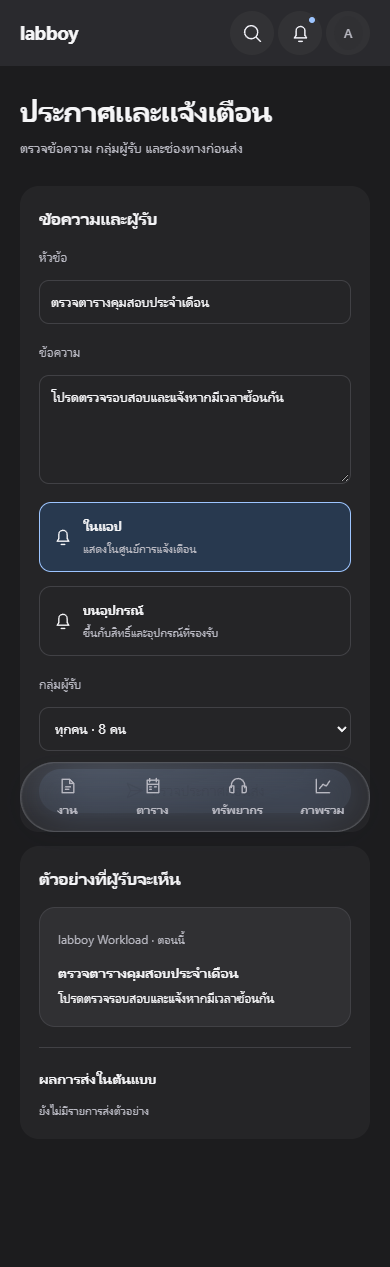 labboy
A
ประกาศและแจ้งเตือน
ตรวจข้อความ กลุ่มผู้รับ และช่องทางก่อนส่ง
ข้อความและผู้รับ
หัวข้อ
ตรวจตารางคุมสอบประจำเดือน
ข้อความ
โปรดตรวจรอบสอบและแจ้งหากมีเวลาซ้อนกัน
ในแอป
แสดงในศูนย์การแจ้งเตือน
บนอุปกรณ์
ขึ้นกับสิทธิ์และอุปกรณ์ที่รองรับ
กลุ่มผู้รับ
ทุกคน · 8 คน
งาน ตาราง ทรัพยากร ภาพรวม
ตัวอย่างที่ผู้รับจะเห็น
labboy Workload · ตอนนี้
ตรวจตารางคุมสอบประจำเดือน
โปรดตรวจรอบสอบและแจ้งหากมีเวลาซ้อนกัน
ผลการส่งในต้นแบบ
ยังไม่มีรายการส่งตัวอย่าง